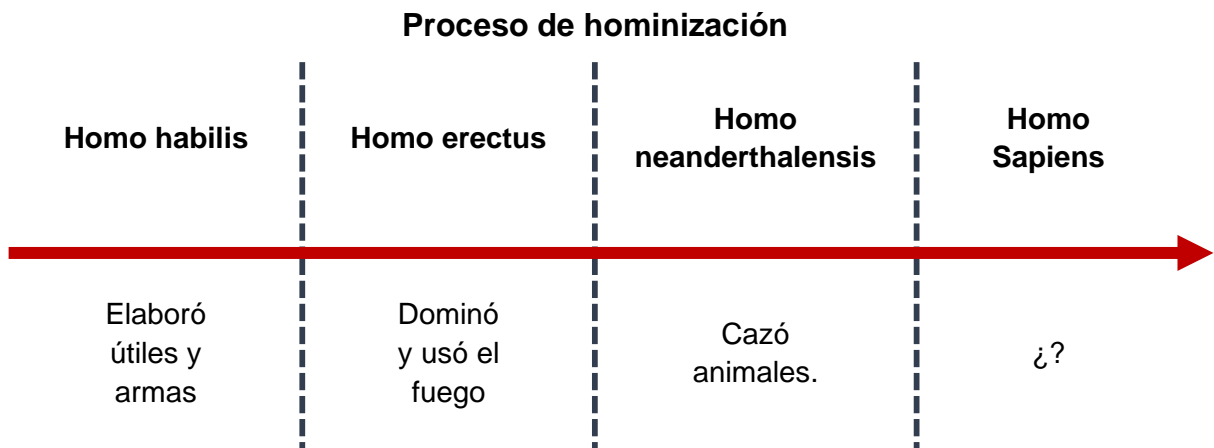 Proceso de hominización
Homo habilis
Homo erectus
Homo
neanderthalensis
Homo
Sapiens
Elaboró
útiles y
armas
Dominó
y usó el
fuego
Cazó
animales.
¿?